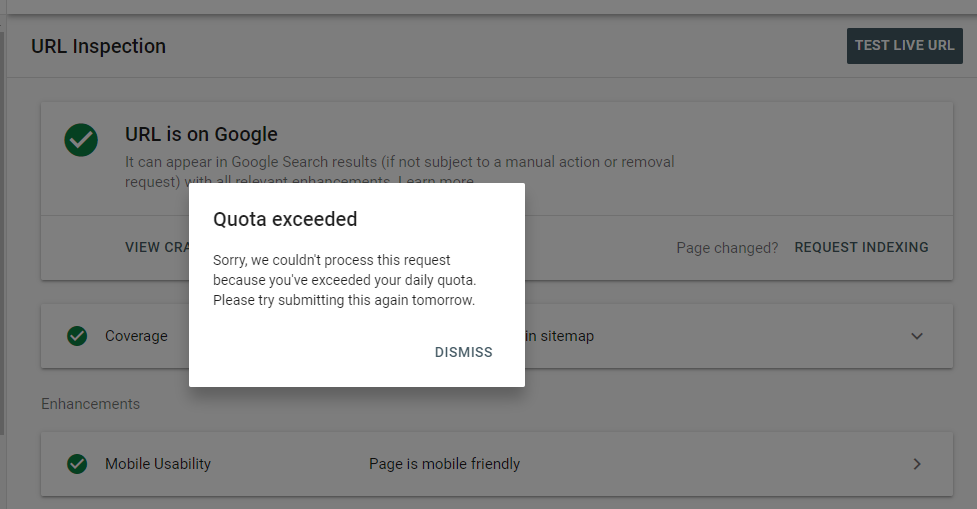 URL Inspection
TEST LIVE URL
URL is on Google
It can appear in Google Search results (if not subject to a manual action or removal
request) with all relevant enhancements. Learn more
Quota exceeded
Sorry, we couldn't process this request
because you've exceeded your daily quota.
Please try submitting this again tomorrow.
DISMISS
VIEW CRA
Page changed? REQUEST INDEXING
Coverage
in sitemap
Enhancements
Mobile Usability
Page is mobile friendly